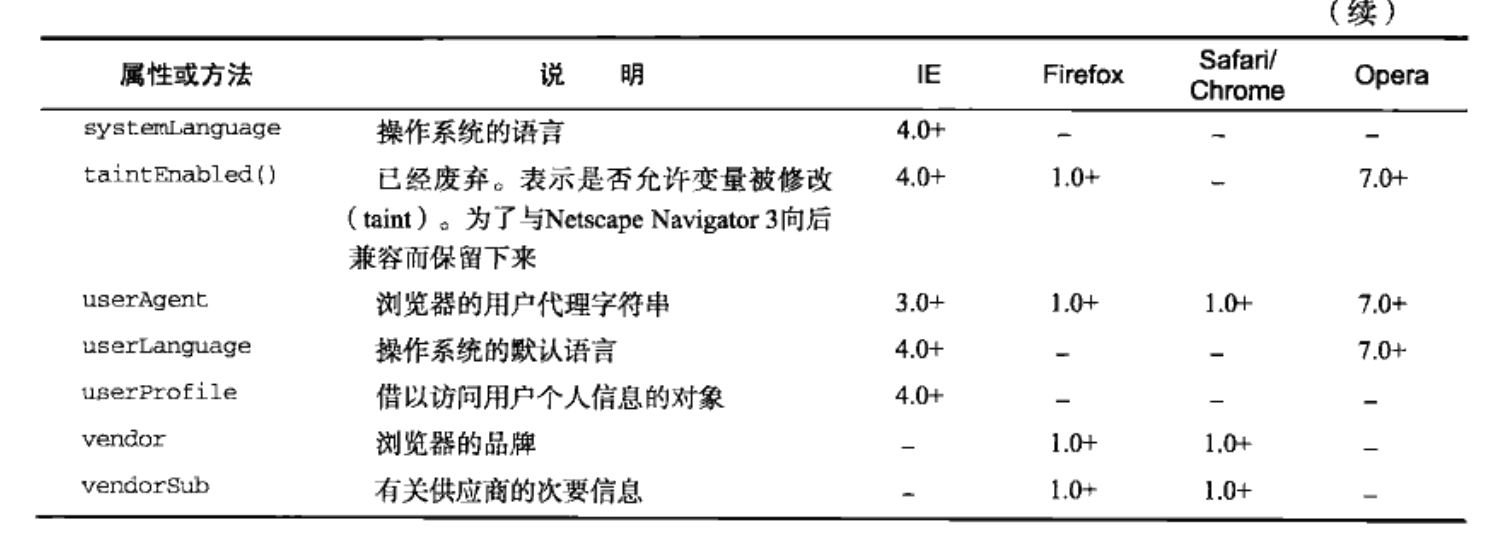 （续）
属性或方法 说 明 IE Firefox Safari/Chrome Opera
systemLanguage 操作系统的语言 4.0+ – – –
taintEnabled() 已经废弃。表示是否允许变量被修改 4.0+ 1.0+ – 7.0+
（taint）。为了与Netscape Navigator 3向后
兼容而保留下来
userAgent 浏览器的用户代理字符串 3.0+ 1.0+ 1.0+ 7.0+
userLanguage 操作系统的默认语言 4.0+ – – 7.0+
userProfile 借以访问用户个人信息的对象 4.0+ – – –
vendor 浏览器的品牌 – 1.0+ 1.0+ –
vendorSub 有关供应商的次要信息 – 1.0+ 1.0+ –